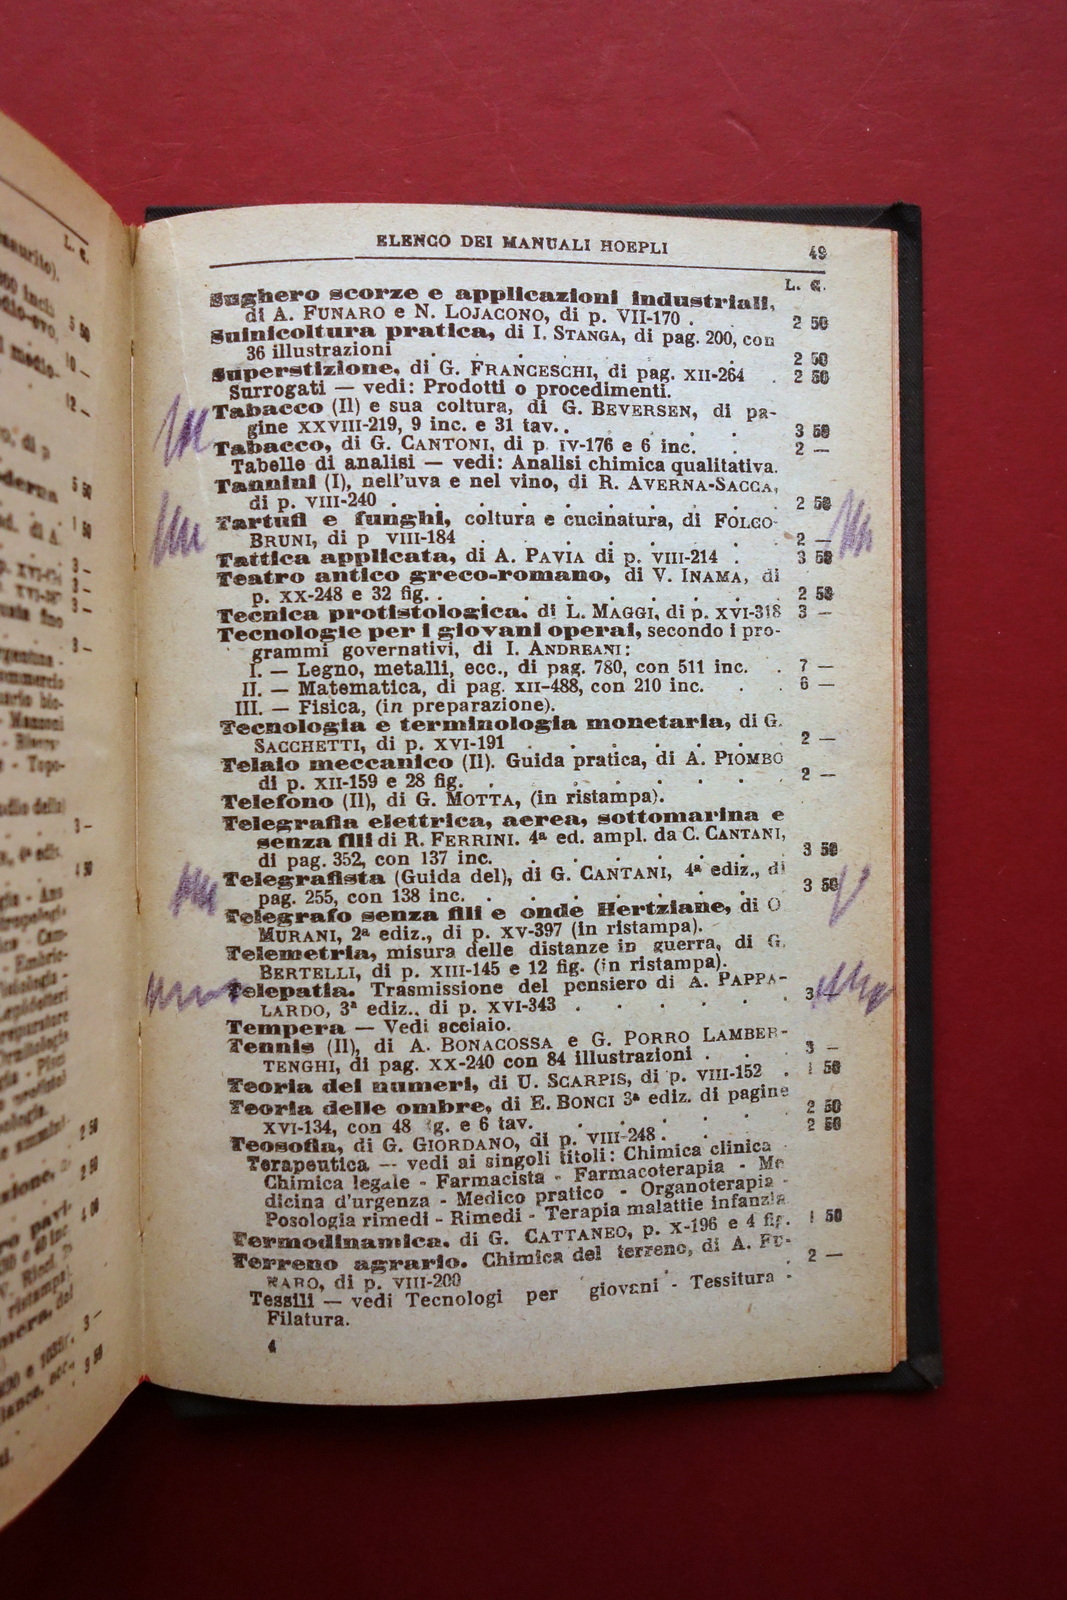 ELENCO DEI MANUALI HOEPLI 49
L. C.
Sughero scorze e applicazioni industriali,
di A. FUNARO e N. LOJACONO, di p. VII-170 . . 2 50
Suinicoltura pratica, di I. STANGA, di pag. 200, con
36 illustrazioni . . . . . . . 2 50
Superstizione, di G. FRANCESCHI, di pag. XII-264 . 2 50
Surrogati — vedi: Prodotti o procedimenti.
Tabacco (Il) e sua coltura, di G. BEVERSEN, di pa-
gine XXVIII-219, 9 inc. e 31 tav. . . . . . 3 50
Tabacco, di G. CANTONI, di p. IV-176 e 6 inc. . . 2 —
Tabelle di analisi — vedi: Analisi chimica qualitativa.
Tannini (I), nell'uva e nel vino, di R. AVERNA-SACCA,
di p. VIII-240 . . . . . . . . 2 50
Tartufi e funghi, coltura e cucinatura, di FOLCO
BRUNI, di p VIII-184 . . . . . . 2 —
Tattica applicata, di A. PAVIA di p. VIII-214 . . 3 50
Teatro antico greco-romano, di V. INAMA, di
p. XX-248 e 32 fig. . . . . . . . . 2 50
Tecnica protistologica. di L. MAGGI, di p. XVI-318 3 —
Tecnologie per i giovani operai, secondo i pro-
grammi governativi, di I. ANDREANI:
I. — Legno, metalli, ecc., di pag. 780, con 511 inc. . 7 —
II. — Matematica, di pag. XII-488, con 210 inc. . . 6 —
III. — Fisica, (in preparazione).
Tecnologia e terminologia monetaria, di G.
SACCHETTI, di p. XVI-191 . . . . . . 2 —
Telaio meccanico (Il). Guida pratica, di A. PIOMBO
di p. XII-159 e 28 fig. . . . . . . . 2 —
Telefono (Il), di G. MOTTA, (in ristampa).
Telegrafia elettrica, aerea, sottomarina e
senza fili di R. FERRINI. 4ª ed. ampl. da C. CANTANI,
di pag. 352, con 137 inc. . . . . . . 3 50
Telegrafista (Guida del), di G. CANTANI, 4ª ediz., di
pag. 255, con 138 inc. . . . . . . . 3 50
Telegrafo senza fili e onde Hertziane, di O
MURANI, 2ª ediz., di p. XV-397 (in ristampa).
Telemetria, misura delle distanze in guerra, di G.
BERTELLI, di p. XIII-145 e 12 fig. (in ristampa).
Telepatia. Trasmissione del pensiero di A. PAPPA-
LARDO, 3ª ediz., di p. XVI-343 . . . . . 3
Tempera — Vedi acciaio.
Tennis (Il), di A. BONACOSSA e G. PORRO LAMBER-
TENGHI, di pag. XX-240 con 84 illustrazioni . . 3 —
Teoria dei numeri, di U. SCARPIS, di p. VIII-152 . 1 50
Teoria delle ombre, di E. BONCI 3ª ediz. di pagine
XVI-134, con 48 g. e 6 tav. . . . . . 2 50
Teosofia, di G. GIORDANO, di p. VIII-248 . . . . 2 50
Terapeutica — vedi ai singoli titoli: Chimica clinica -
Chimica legale - Farmacista - Farmacoterapia - Me
dicina d'urgenza - Medico pratico - Organoterapia -
Posologia rimedi - Rimedi - Terapia malattie infanzia
Termodinamica. di G. CATTANEO, p. X-196 e 4 fig. 1 50
Terreno agrario. Chimica del terreno, di A. FU-
NARO, di p. VIII-200 . 2 —
Tessili — vedi Tecnologi per giovani - Tessitura -
Filatura.
4